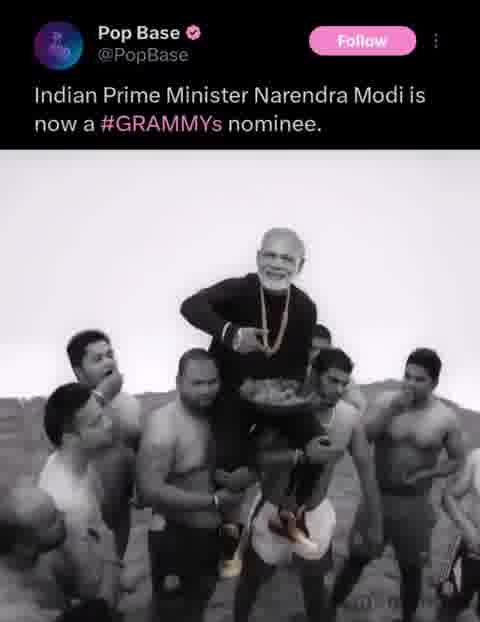 Pop Base
@PopBase
Follow
Indian Prime Minister Narendra Modi is
now a #GRAMMYs nominee.